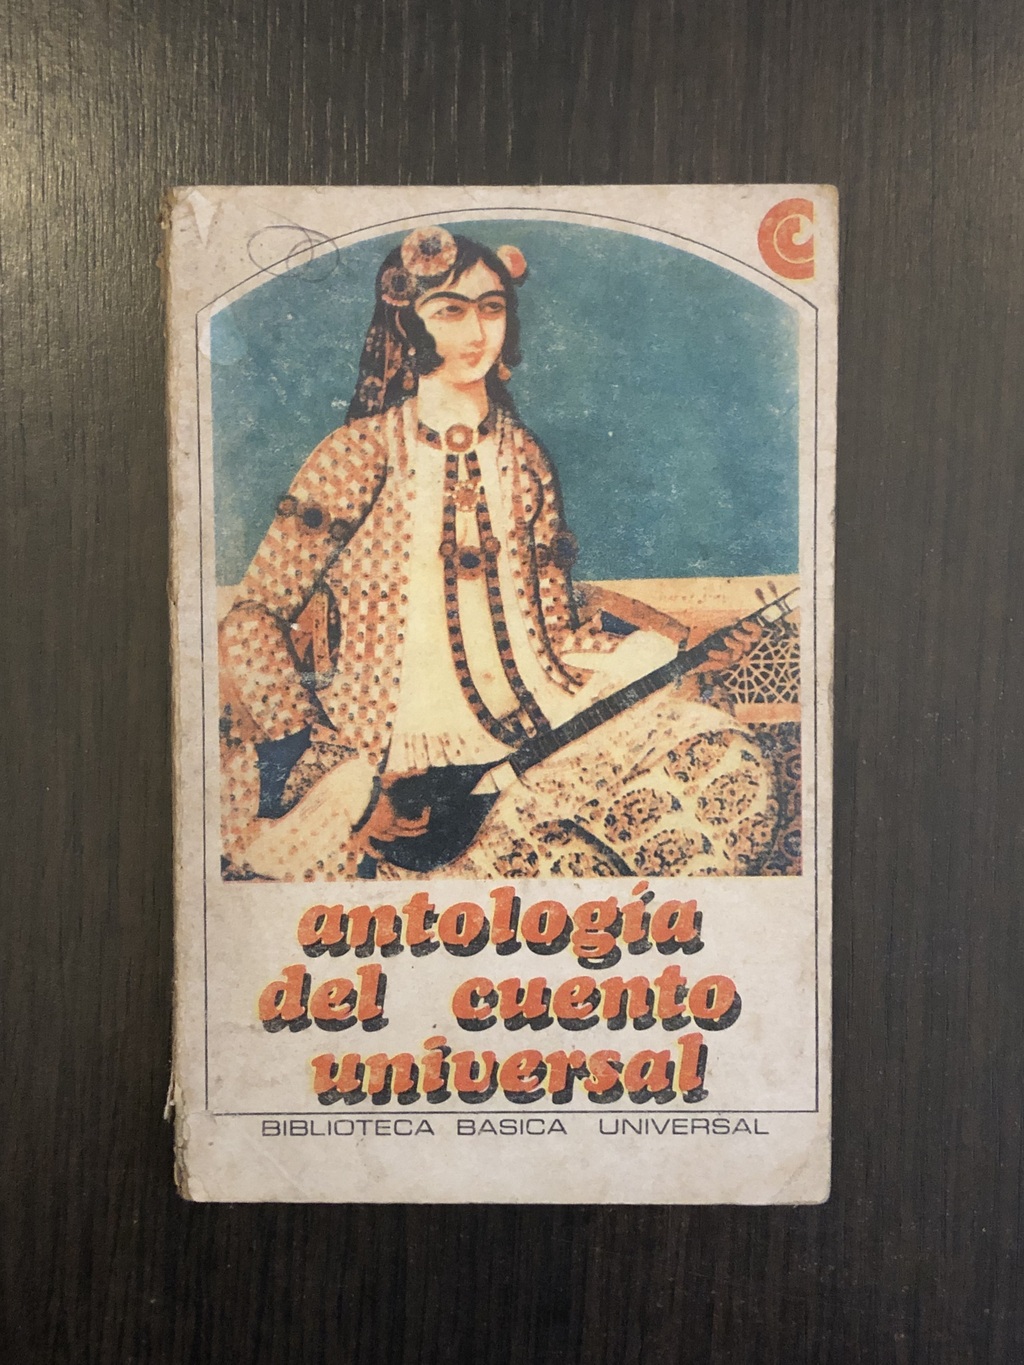 antología
del cuento
universal
BIBLIOTECA BASICA UNIVERSAL